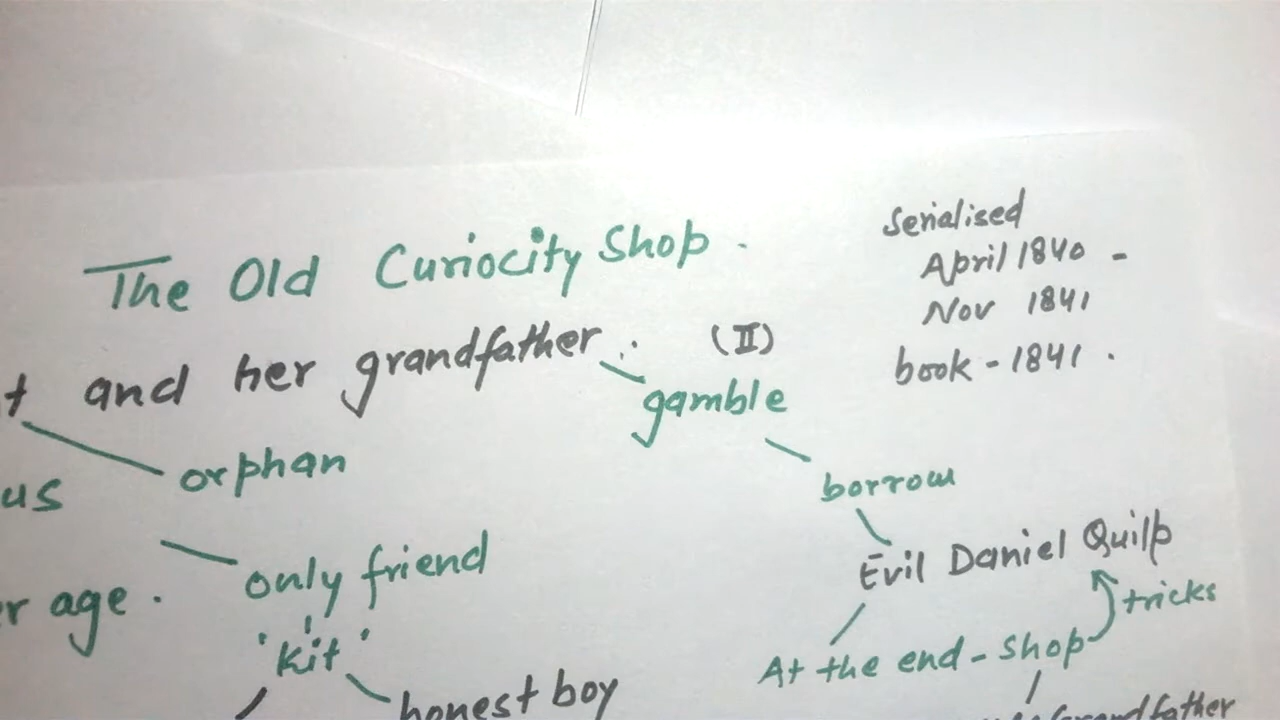 The Old Curiocity Shop.
Serialised
April 1840 -
Nov 1841
book - 1841.
and her grandfather. (II)
gamble
orphan
borrow
us
Evil Daniel Quilp
only friend
tricks
age.
'Kit'
At the end - Shop
honest boy
grandfather